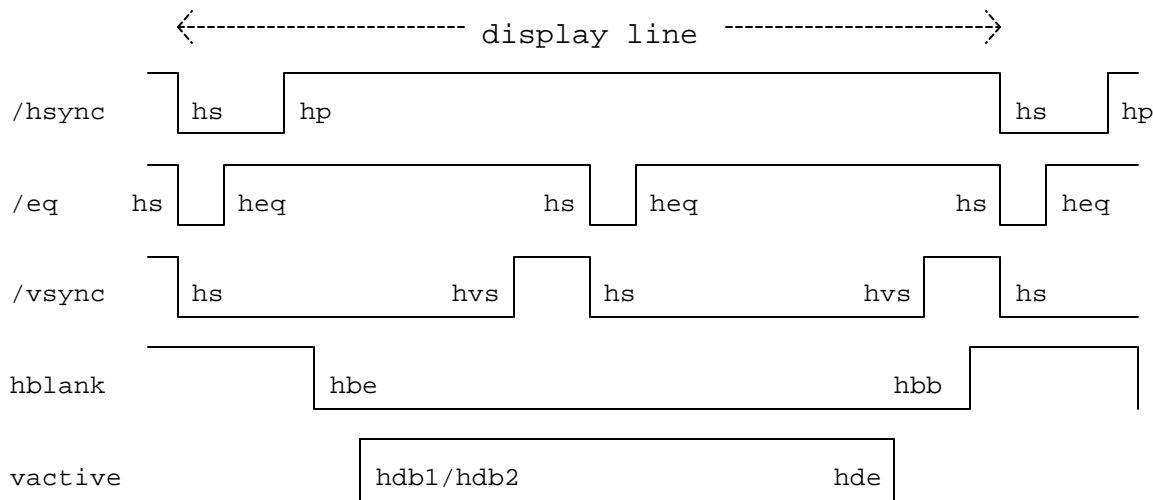 display line
/hsync hs hp hs hp
/eq hs heq hs heq hs heq
/vsync hs hvs hs hvs hs
hblank hbe hbb
vactive hdb1/hdb2 hde